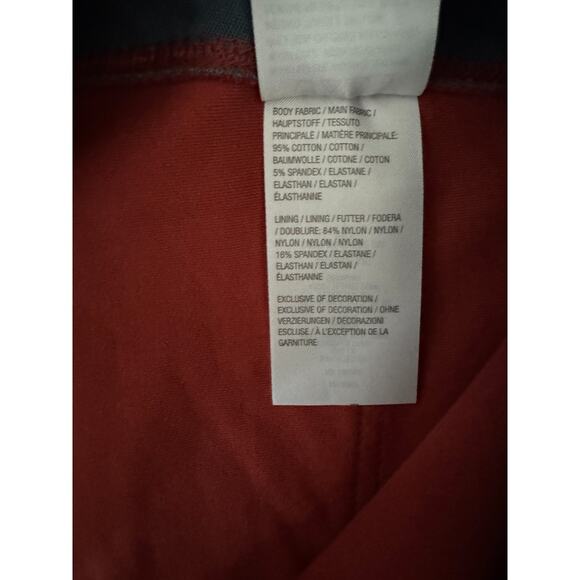 BODY FABRIC / MAIN FABRIC /
HAUPTSTOFF / TESSUTO
PRINCIPALE / MATIÈRE PRINCIPALE:
95% COTTON / COTTON /
BAUMWOLLE / COTONE / COTON
5% SPANDEX / ELASTANE /
ELASTHAN / ELASTAN /
ÉLASTHANNE
LINING / LINING / FUTTER / FODERA
/ DOUBLURE: 84% NYLON / NYLON /
NYLON / NYLON / NYLON
16% SPANDEX / ELASTANE /
ELASTHAN / ELASTAN /
ÉLASTHANNE
EXCLUSIVE OF DECORATION /
EXCLUSIVE OF DECORATION / OHNE
VERZIERUNGEN / DECORAZIONI
ESCLUSE / À L'EXCEPTION DE LA
GARNITURE